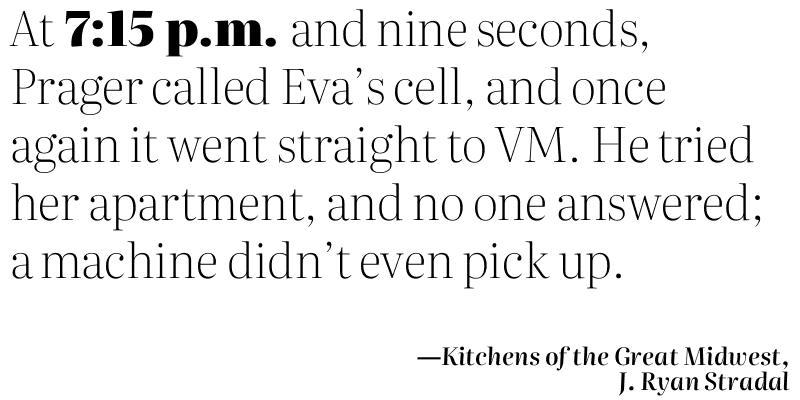 At 7:15 p.m. and nine seconds,
Prager called Eva’s cell, and once
again it went straight to VM. He tried
her apartment, and no one answered;
a machine didn’t even pick up.
—Kitchens of the Great Midwest,
J. Ryan Stradal